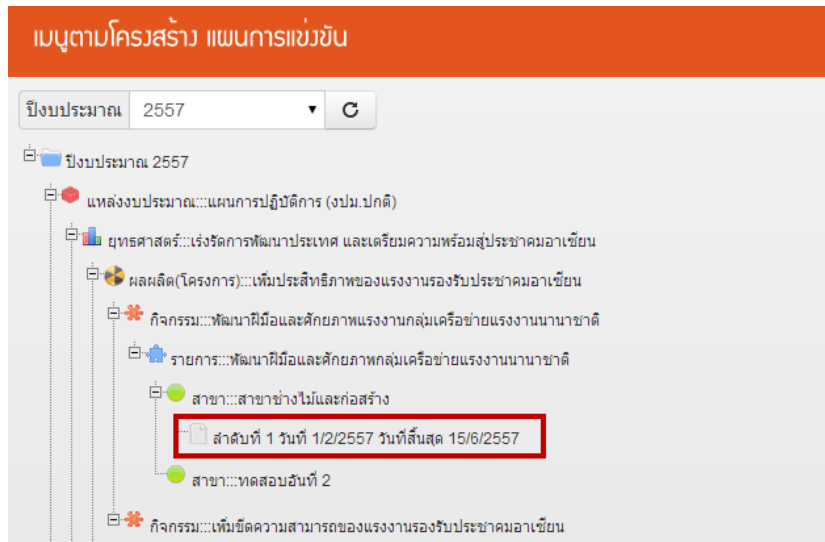 เมนูตามโครงสร้าง แผนการแข่งขัน
ปีงบประมาณ 2557
ปีงบประมาณ 2557
แหล่งงบประมาณ:::แผนการปฏิบัติการ (งปม.ปกติ)
ยุทธศาสตร์:::เร่งรัดการพัฒนาประเทศ และเตรียมความพร้อมสู่ประชาคมอาเซียน
ผลผลิต(โครงการ):::เพิ่มประสิทธิภาพของแรงงานรองรับประชาคมอาเซียน
กิจกรรม:::พัฒนาฝีมือและศักยภาพแรงงานกลุ่มเครือข่ายแรงงานนานาชาติ
รายการ:::พัฒนาฝีมือและศักยภาพกลุ่มเครือข่ายแรงงานนานาชาติ
สาขา:::สาขาช่างไม้และก่อสร้าง
ลำดับที่ 1 วันที่ 1/2/2557 วันที่สิ้นสุด 15/6/2557
สาขา:::ทดสอบอันที่ 2
กิจกรรม:::เพิ่มขีดความสามารถของแรงงานรองรับประชาคมอาเซียน